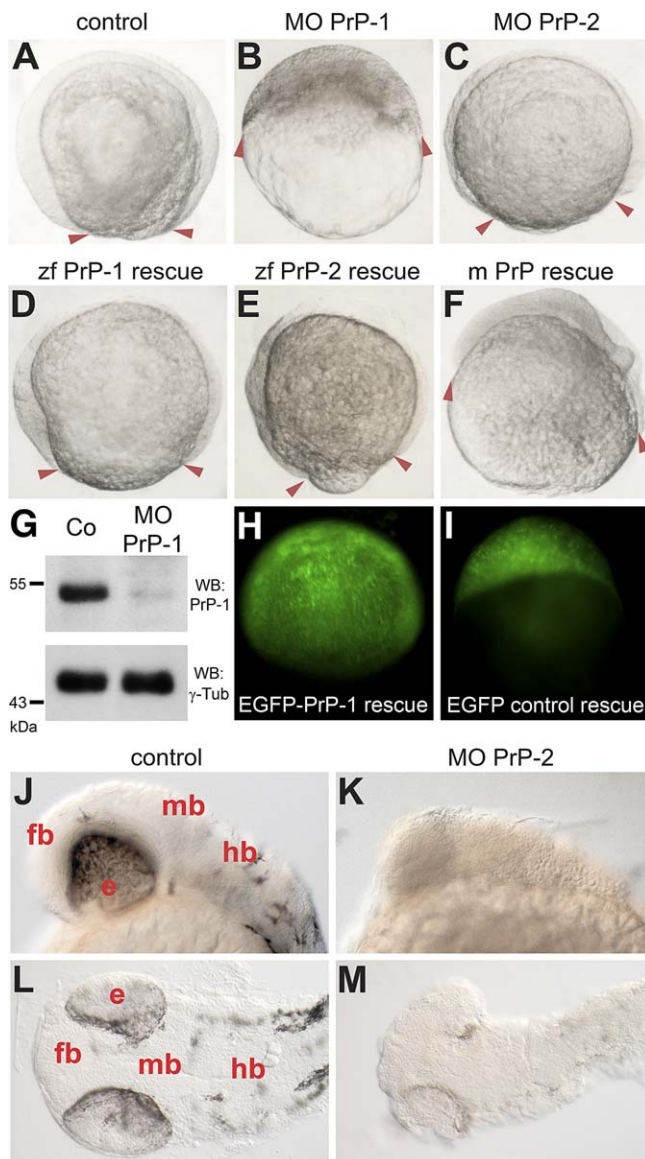 control
MO PrP-1
MO PrP-2
A
B
C
zf PrP-1 rescue
zf PrP-2 rescue
m PrP rescue
D
E
F
G
Co
MO
PrP-1
55
WB:
PrP-1
WB:
γ-Tub
43
kDa
H
EGFP-PrP-1 rescue
I
EGFP control rescue
control
MO PrP-2
J
fb
mb
hb
e
K
L
e
fb
mb
hb
M